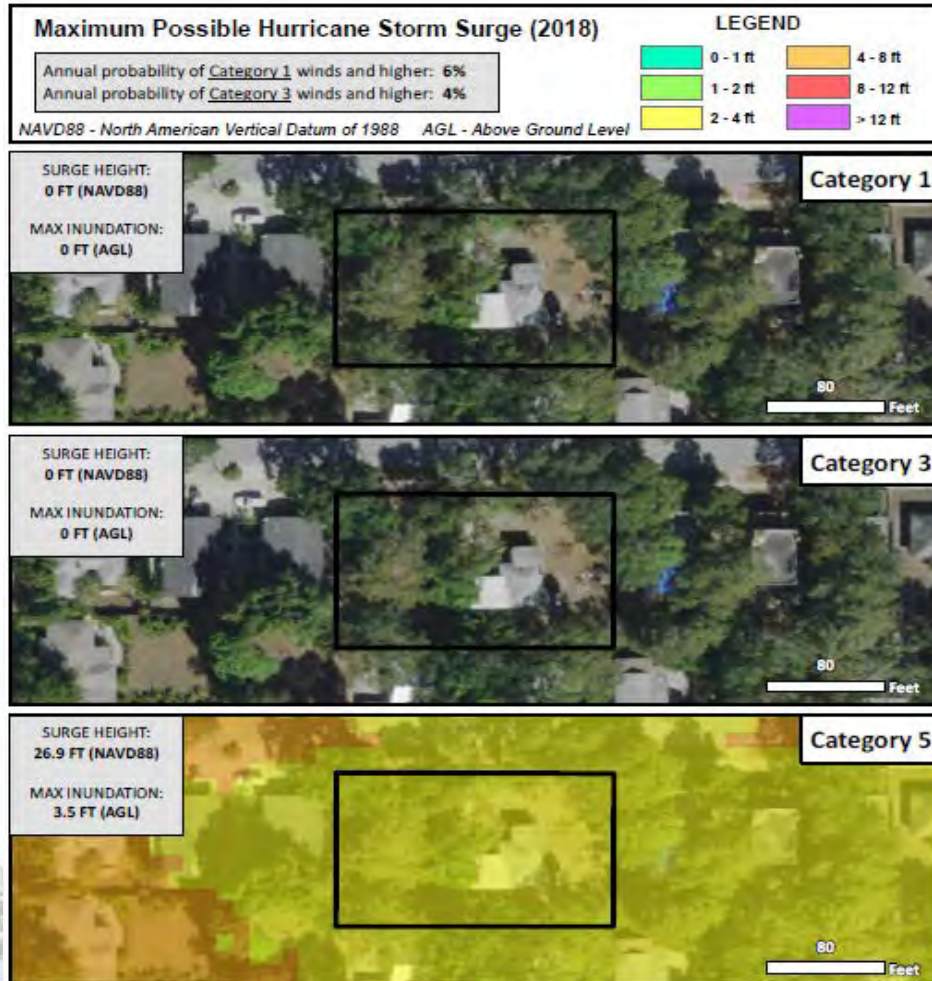 Maximum Possible Hurricane Storm Surge (2018)
Annual probability of Category 1 winds and higher: 6%
Annual probability of Category 3 winds and higher: 4%
NAVD88 - North American Vertical Datum of 1988 AGL - Above Ground Level
LEGEND
0 - 1 ft
4 - 8 ft
1 - 2 ft
8 - 12 ft
2 - 4 ft
> 12 ft
SURGE HEIGHT:
0 FT (NAVD88)
MAX INUNDATION:
0 FT (AGL)
Category 1
80
Feet
SURGE HEIGHT:
0 FT (NAVD88)
MAX INUNDATION:
0 FT (AGL)
Category 3
80
Feet
SURGE HEIGHT:
26.9 FT (NAVD88)
MAX INUNDATION:
3.5 FT (AGL)
Category 5
80
Feet